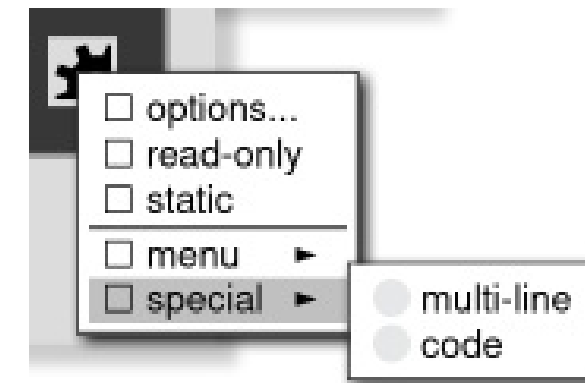 options...
read-only
static
menu
special
multi-line
code